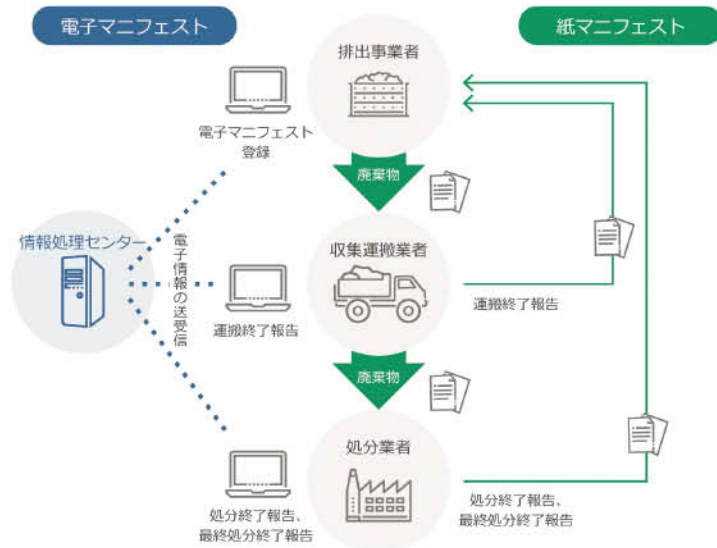 電子マニフェスト
紙マニフェスト
排出事業者
電子マニフェスト
登録
廃棄物
情報処理センター
電子情報の送受信
収集運搬業者
運搬終了報告
運搬終了報告
廃棄物
処分業者
処分終了報告、
最終処分終了報告
処分終了報告、
最終処分終了報告